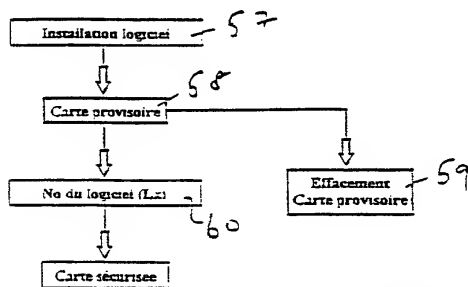 Installation logiciel
57
58
Carte provisoire
No du logiciel (Lx)
60
Effacement
Carte provisoire
59
Carte sécurisée